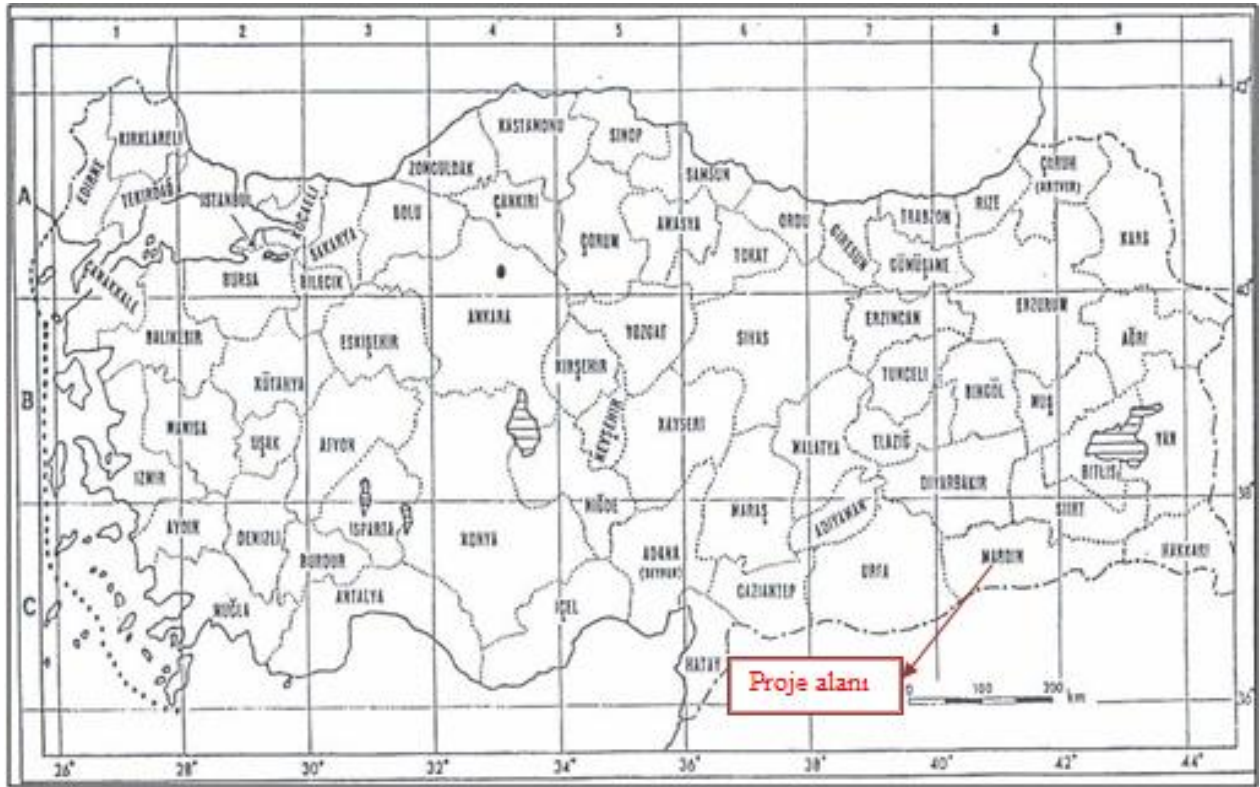 1 2 3 4 5 6 7 8 9
A
B
C
KIRKLARELİ
EDİRNE
TEKİRDAĞ
İSTANBUL
KOCAELİ
SAKARYA
BOLU
ZONGULDAK
KASTAMONU
SİNOP
ÇANKIRI
SAMSUN
ÇORUM
AMASYA
TOKAT
ORDU
GİRESUN
TRABZON
GÜMÜŞANE
RİZE
ÇORUH
(ARTVİN)
KARS
ÇANAKKALE
BURSA
BİLECİK
BALIKESİR
ESKİŞEHİR
ANKARA
KIRŞEHİR
YOZGAT
SİVAS
ERZİNCAN
ERZURUM
AĞRI
KÜTAHYA
TUNCELİ
BİNGÖL
MUŞ
MANİSA
UŞAK
AFYON
NEVŞEHİR
KAYSERİ
MALATYA
ELAZIĞ
VAN
BİTLİS
İZMİR
DİYARBAKIR
SİİRT
AYDIN
DENİZLİ
ISPARTA
BURDUR
KONYA
NİĞDE
MARAŞ
ADIYAMAN
ADANA
(SEYHAN)
URFA
MARDİN
HAKKARİ
MUĞLA
ANTALYA
İÇEL
GAZİANTEP
HATAY
Proje alanı
0 100 200 km
26° 28° 30° 32° 34° 36° 38° 40° 42° 44°